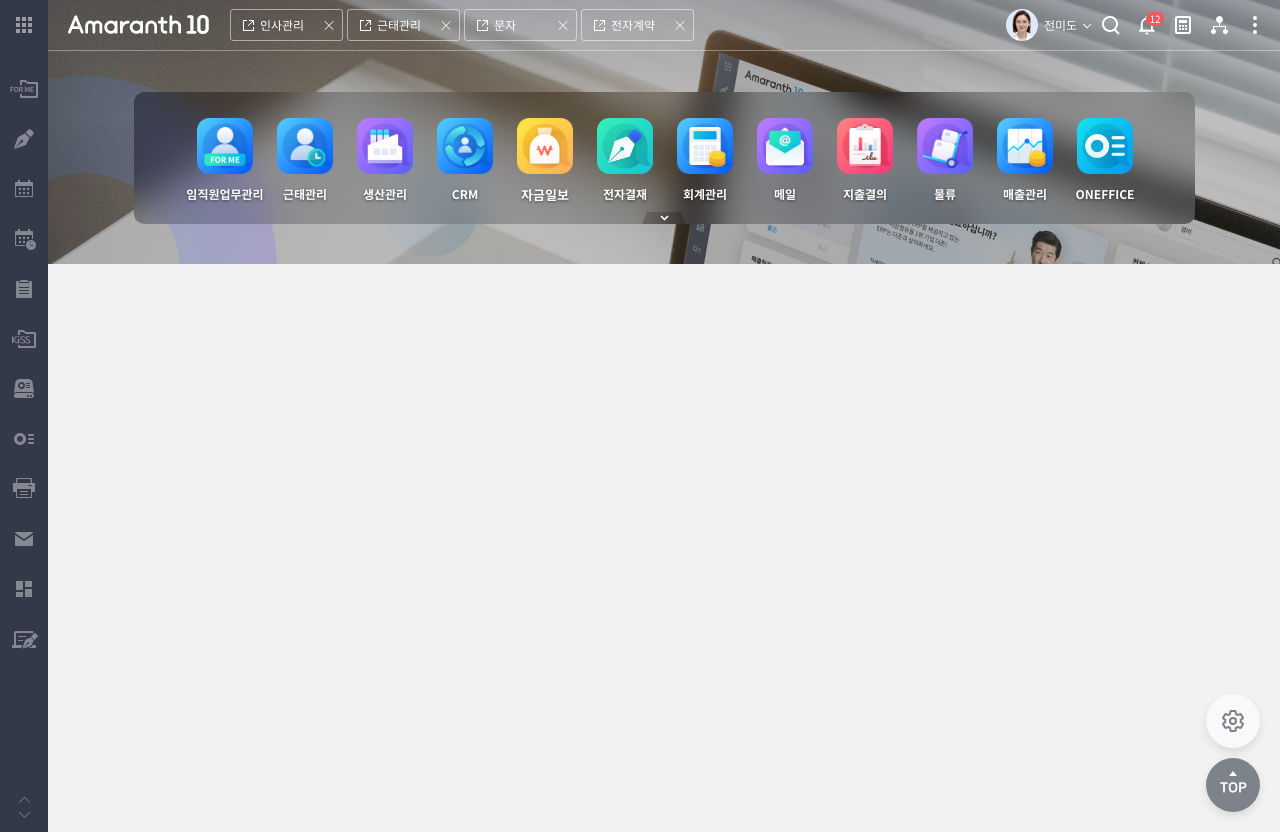 Amaranth 10
인사관리
근태관리
문자
전자계약
전미도
12
FOR ME
Amaranth 10
FOR ME
@
임직원업무관리
근태관리
생산관리
CRM
자금일보
전자결재
회계관리
메일
지출결의
물류
매출관리
ONEFFICE
KISS
TOP